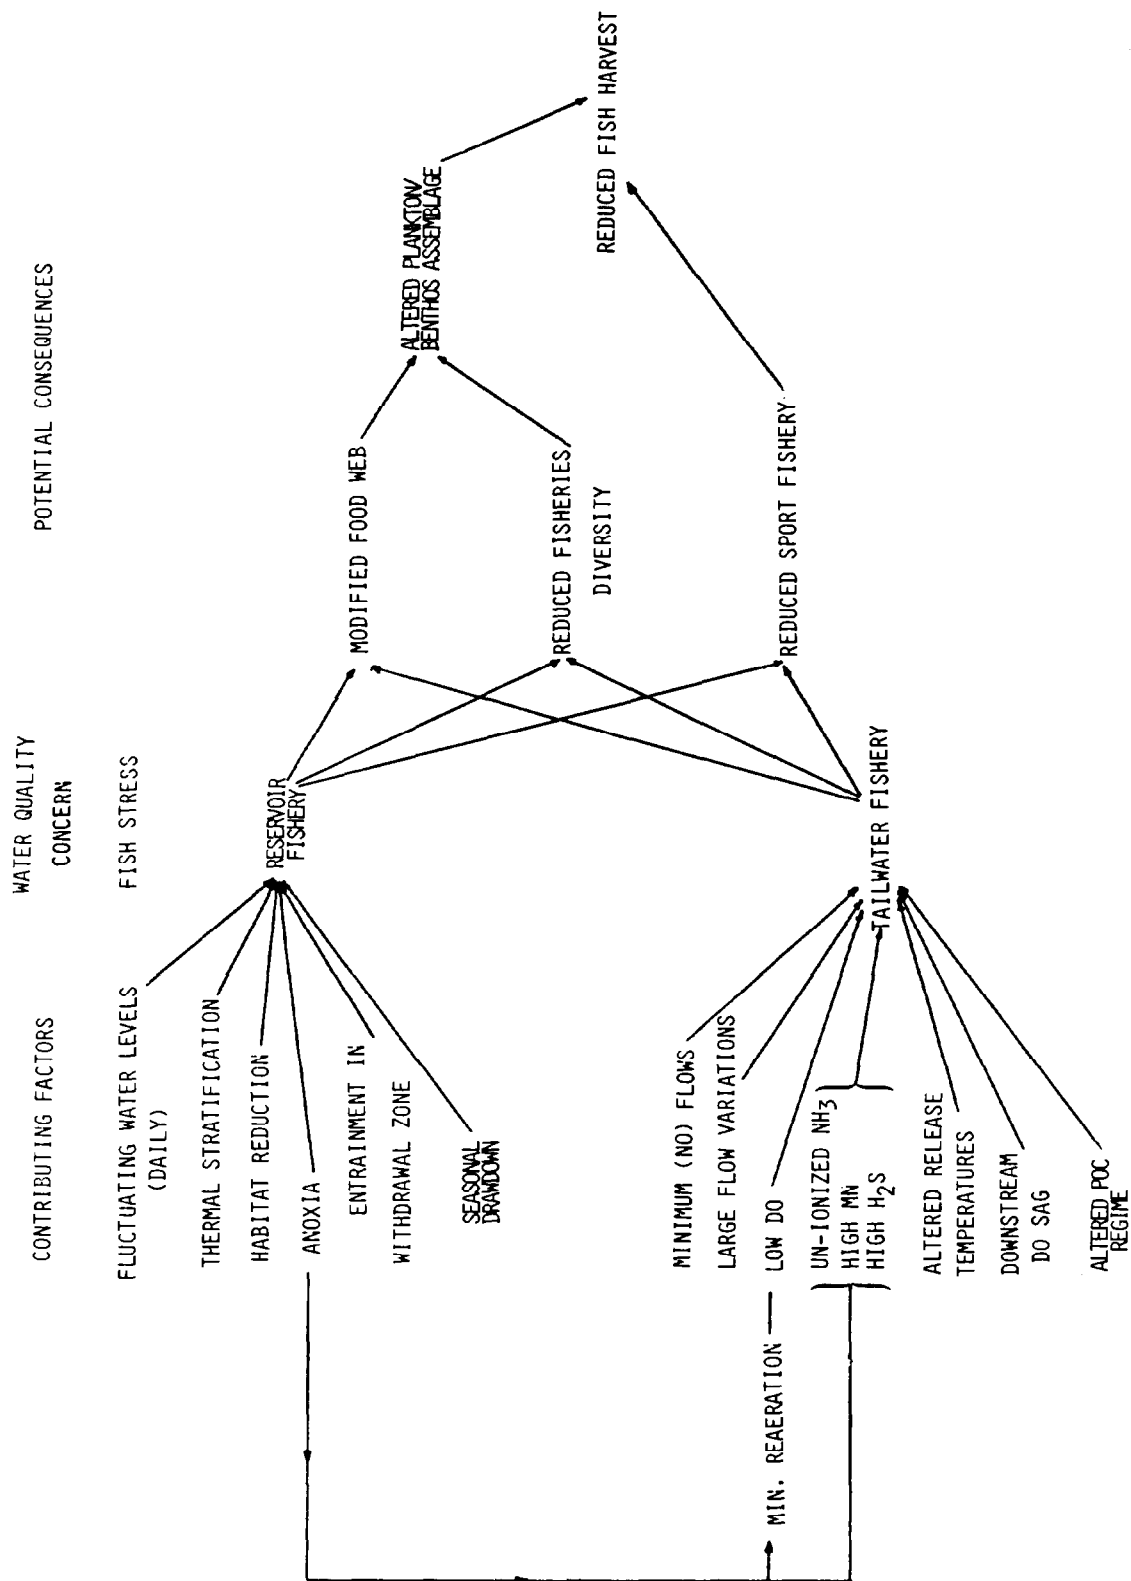 CONTRIBUTING FACTORS
WATER QUALITY
CONCERN
POTENTIAL CONSEQUENCES
FISH STRESS
FLUCTUATING WATER LEVELS
(DAILY)
THERMAL STRATIFICATION
HABITAT REDUCTION
ANOXIA
ENTRAINMENT IN
WITHDRAWAL ZONE
SEASONAL
DRAWDOWN
RESERVOIR
FISHERY
MODIFIED FOOD WEB
ALTERED PLANKTON/
BENTHOS ASSEMBLAGE
REDUCED FISHERIES
DIVERSITY
REDUCED FISH HARVEST
REDUCED SPORT FISHERY
MINIMUM (NO) FLOWS
LARGE FLOW VARIATIONS
MIN. REAERATION
LOW DO
UN-IONIZED NH3
HIGH MN
HIGH H2S
TAILWATER FISHERY
ALTERED RELEASE
TEMPERATURES
DOWNSTREAM
DO SAG
ALTERED POC
REGIME